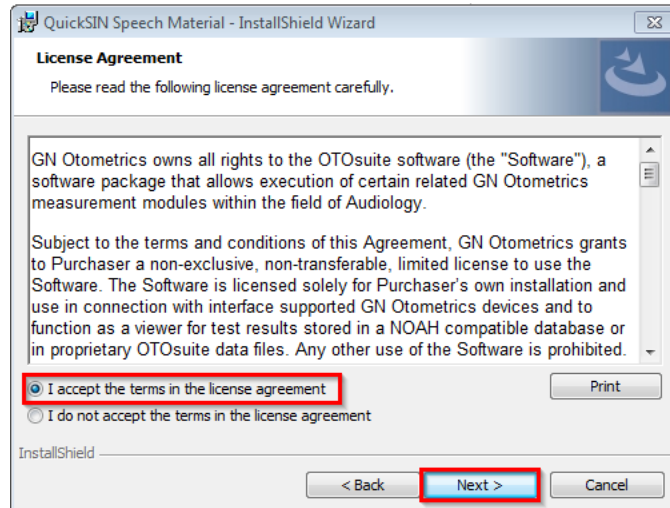 QuickSIN Speech Material - InstallShield Wizard
License Agreement
Please read the following license agreement carefully.
GN Otometrics owns all rights to the OTOsuite software (the "Software"), a
software package that allows execution of certain related GN Otometrics
measurement modules within the field of Audiology.
Subject to the terms and conditions of this Agreement, GN Otometrics grants
to Purchaser a non-exclusive, non-transferable, limited license to use the
Software. The Software is licensed solely for Purchaser's own installation and
use in connection with interface supported GN Otometrics devices and to
function as a viewer for test results stored in a NOAH compatible database or
in proprietary OTOsuite data files. Any other use of the Software is prohibited.
I accept the terms in the license agreement
Print
I do not accept the terms in the license agreement
InstallShield
< Back
Next >
Cancel